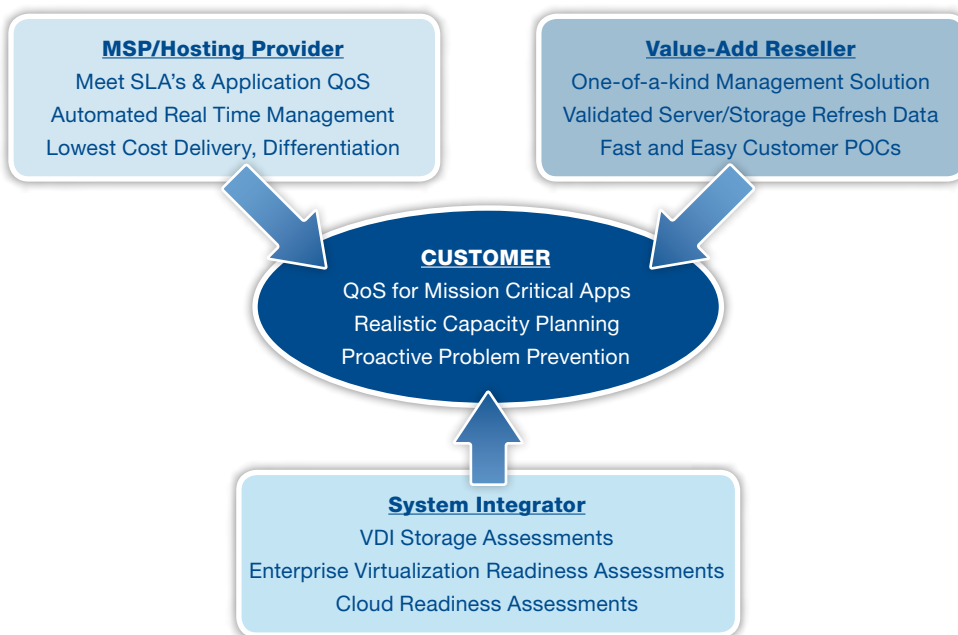 MSP/Hosting Provider
Meet SLA's & Application QoS
Automated Real Time Management
Lowest Cost Delivery, Differentiation
Value-Add Reseller
One-of-a-kind Management Solution
Validated Server/Storage Refresh Data
Fast and Easy Customer POCs
CUSTOMER
QoS for Mission Critical Apps
Realistic Capacity Planning
Proactive Problem Prevention
System Integrator
VDI Storage Assessments
Enterprise Virtualization Readiness Assessments
Cloud Readiness Assessments